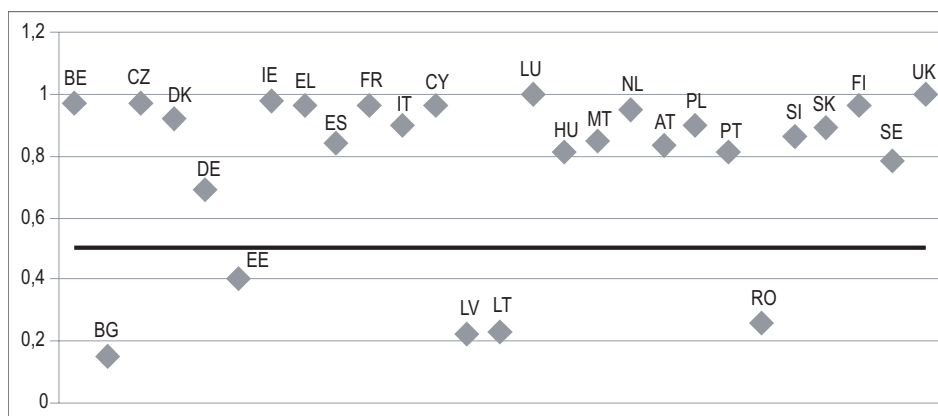 1,2
LU
UK
BE
CZ
IE
EL
FR
CY
NL
FI
1
DK
IT
PL
SK
ES
HU
MT
AT
PT
SI
SE
0,8
DE
0,6
EE
0,4
LV
LT
RO
BG
0,2
0